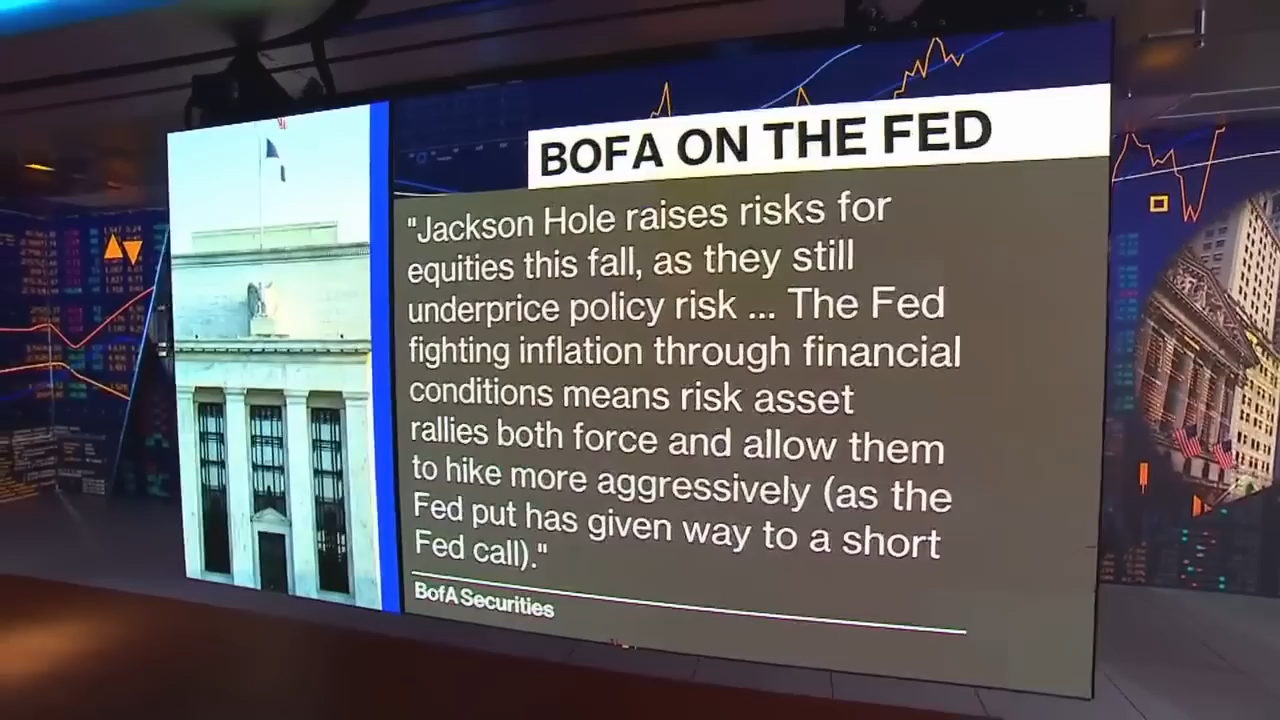 BOFA ON THE FED
"Jackson Hole raises risks for
equities this fall, as they still
underprice policy risk ... The Fed
fighting inflation through financial
conditions means risk asset
rallies both force and allow them
to hike more aggressively (as the
Fed put has given way to a short
Fed call)."
BofA Securities